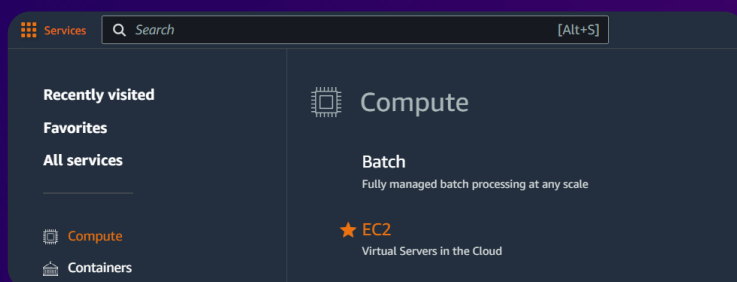 Services
Search [Alt+S]
Recently visited
Favorites
All services
Compute
Containers
Compute
Batch
Fully managed batch processing at any scale
EC2
Virtual Servers in the Cloud